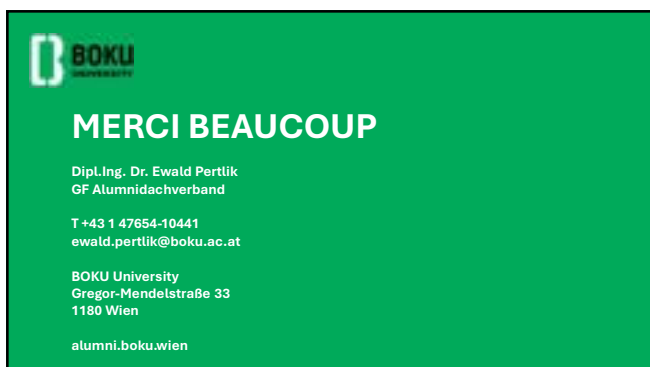 BOKU
UNIVERSITY
MERCI BEAUCOUP
Dipl.Ing. Dr. Ewald Pertlik
GF Alumnidachverband
T +43 1 47654-10441
ewald.pertlik@boku.ac.at
BOKU University
Gregor-Mendelstraße 33
1180 Wien
alumni.boku.wien